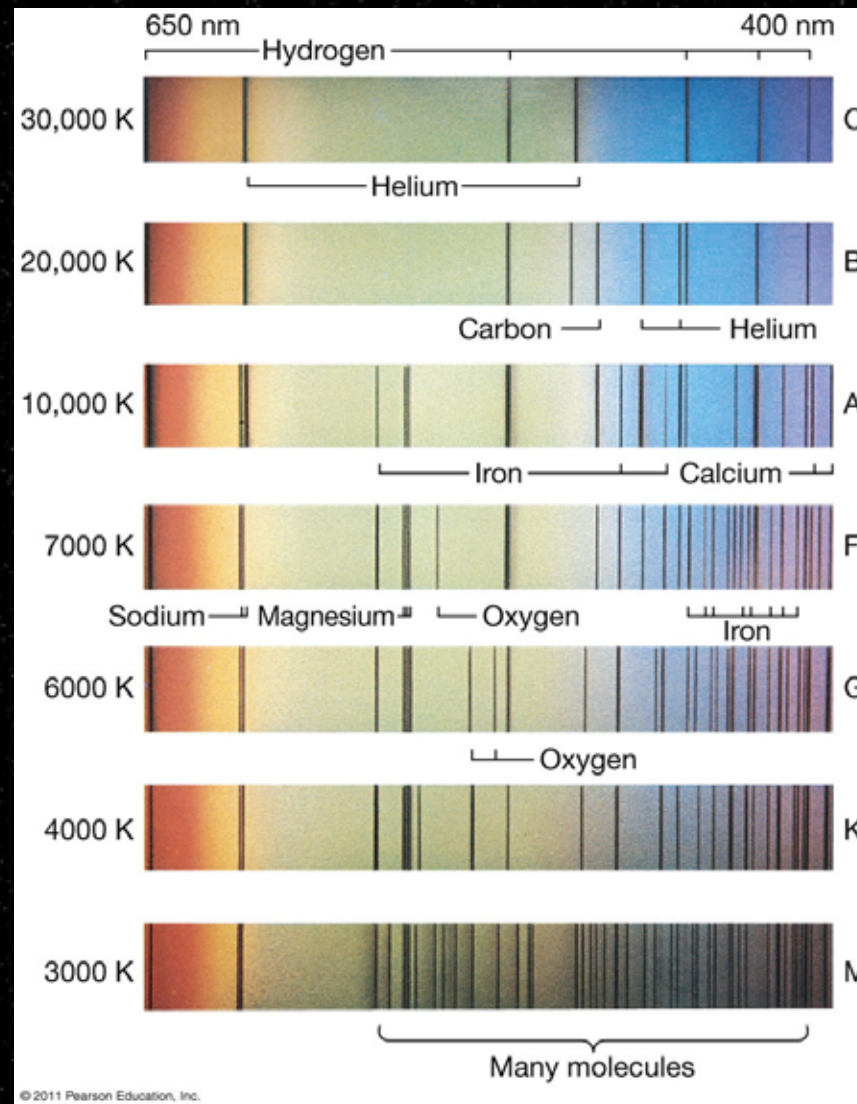 650 nm 400 nm
Hydrogen
30,000 K
Helium
20,000 K B
Carbon Helium
10,000 K A
Iron Calcium
7000 K F
Sodium Magnesium Oxygen Iron
6000 K G
Oxygen
4000 K K
3000 K M
Many molecules
© 2011 Pearson Education, Inc.